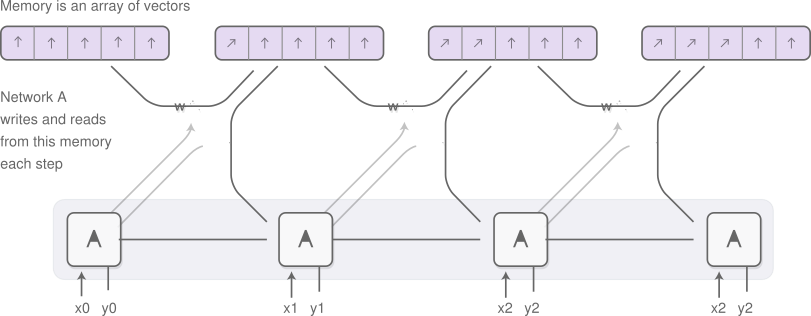 Memory is an array of vectors
Network A
writes and reads
from this memory
each step
w w w
A A A A
x0 y0 x1 y1 x2 y2 x2 y2